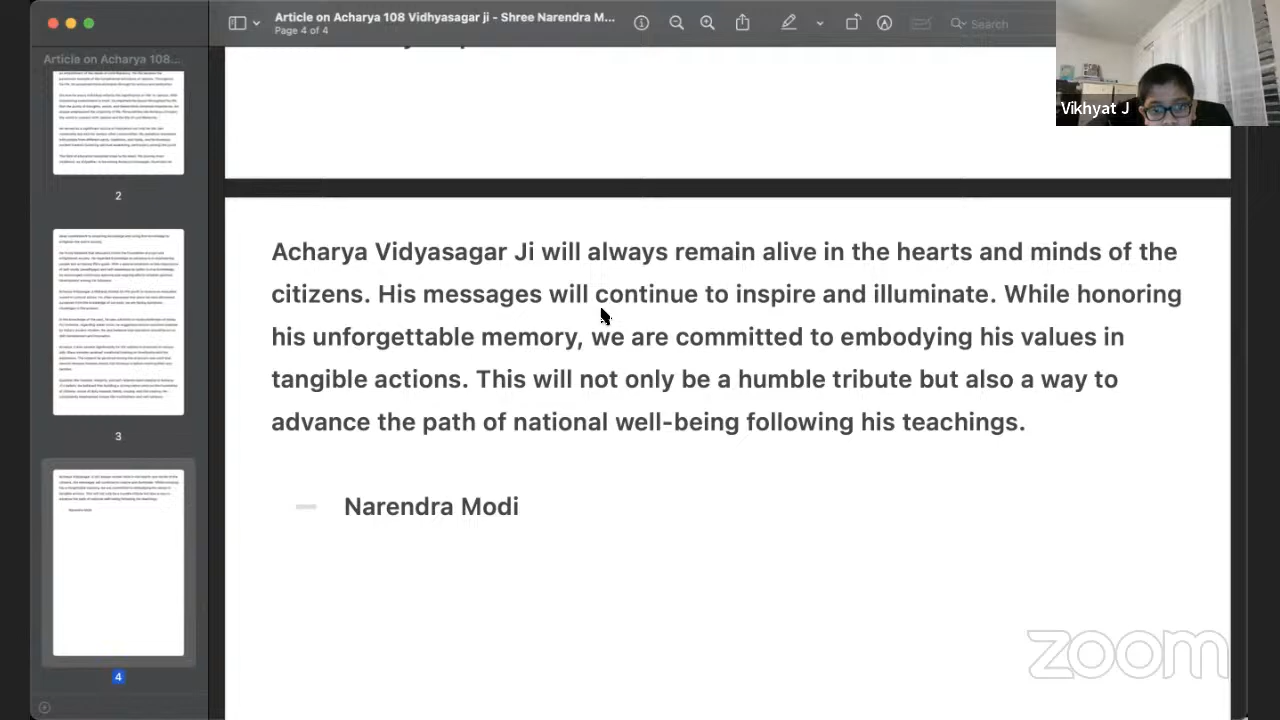 Article on Acharya 108 Vidhyasagar ji - Shree Narendra M...
Page 4 of 4
Search
Vikhyat J
Article on Acharya 108...
2
3
4
Acharya Vidyasagar Ji will always remain alive in the hearts and minds of the
citizens. His messages will continue to inspire and illuminate. While honoring
his unforgettable memory, we are committed to embodying his values in
tangible actions. This will not only be a humble tribute but also a way to
advance the path of national well-being following his teachings.
Narendra Modi
zoom